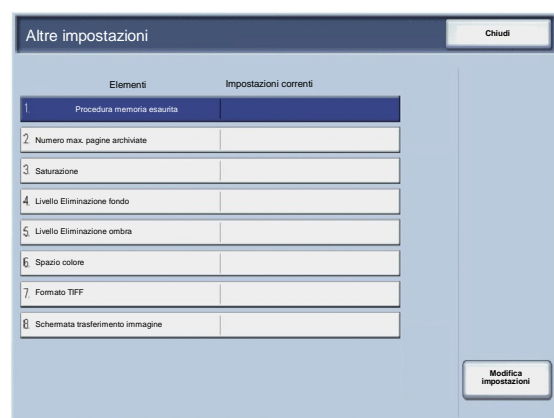 Altre impostazioni
Chiudi
Elementi
Impostazioni correnti
1. Procedura memoria esaurita
2. Numero max. pagine archiviate
3. Saturazione
4. Livello Eliminazione fondo
5. Livello Eliminazione ombra
6. Spazio colore
7. Formato TIFF
8. Schermata trasferimento immagine
Modifica
impostazioni